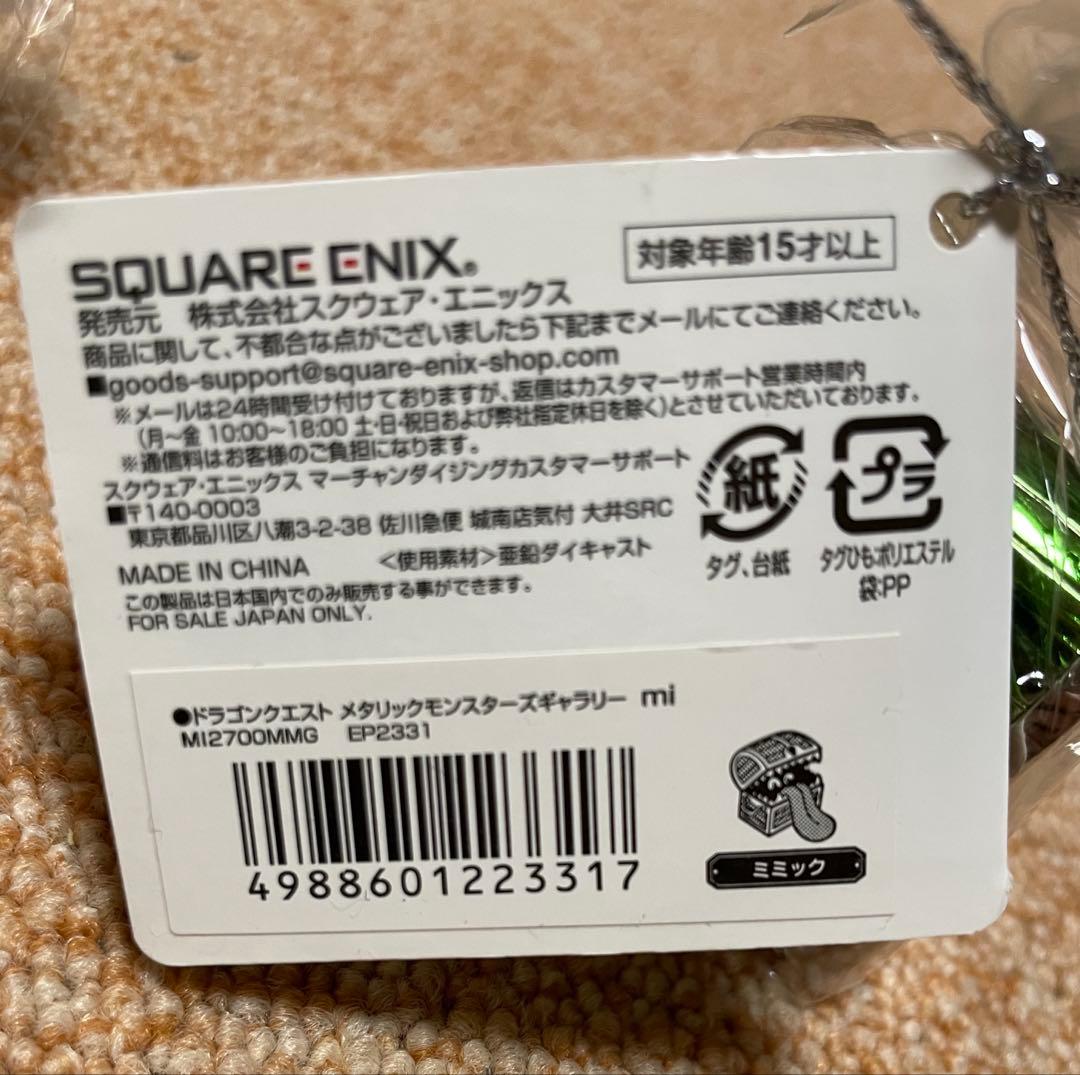 SQUARE ENIX®
対象年齢15才以上
発売元 株式会社スクウェア・エニックス
商品に関して、不都合な点がございましたら下記までメールにてご連絡ください。
■goods-support@square-enix-shop.com
※メールは24時間受け付けておりますが、返信はカスタマーサポート営業時間内
(月~金 10:00~18:00 土・日・祝日および弊社指定休日を除く)とさせていただいております。
※通信料はお客様のご負担になります。
スクウェア・エニックス マーチャンダイジングカスタマーサポート
■〒140-0003
東京都品川区八潮3-2-38 佐川急便 城南店気付 大井SRC
MADE IN CHINA <使用素材>亜鉛ダイキャスト
この製品は日本国内でのみ販売する事ができます。
FOR SALE JAPAN ONLY.
紙
タグ、台紙
プラ
タグひも:ポリエステル
袋:PP
●ドラゴンクエスト メタリックモンスターズギャラリー mi
MI2700MMG EP2331
4988601223317
ミミック